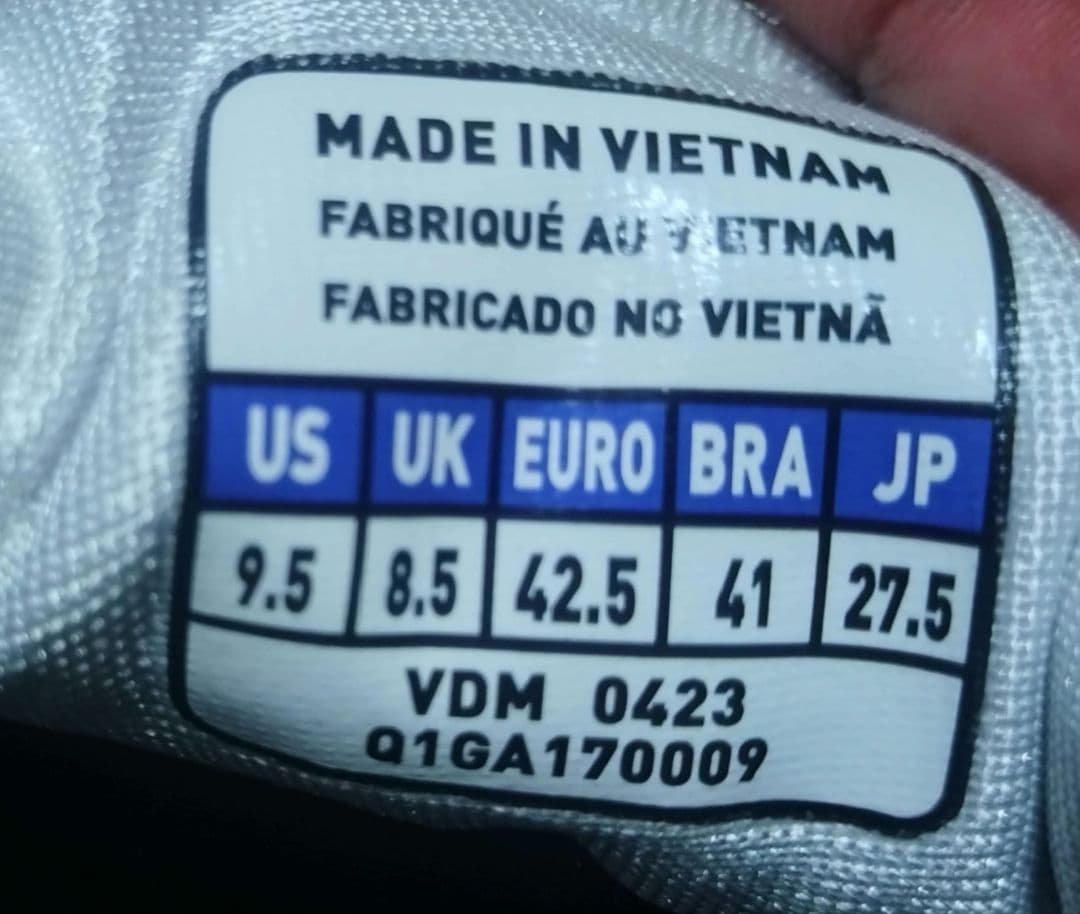 MADE IN VIETNAM
FABRIQUÉ AU VIETNAM
FABRICADO NO VIETNÃ
US UK EURO BRA JP
9.5 8.5 42.5 41 27.5
VDM 0423
Q1GA170009